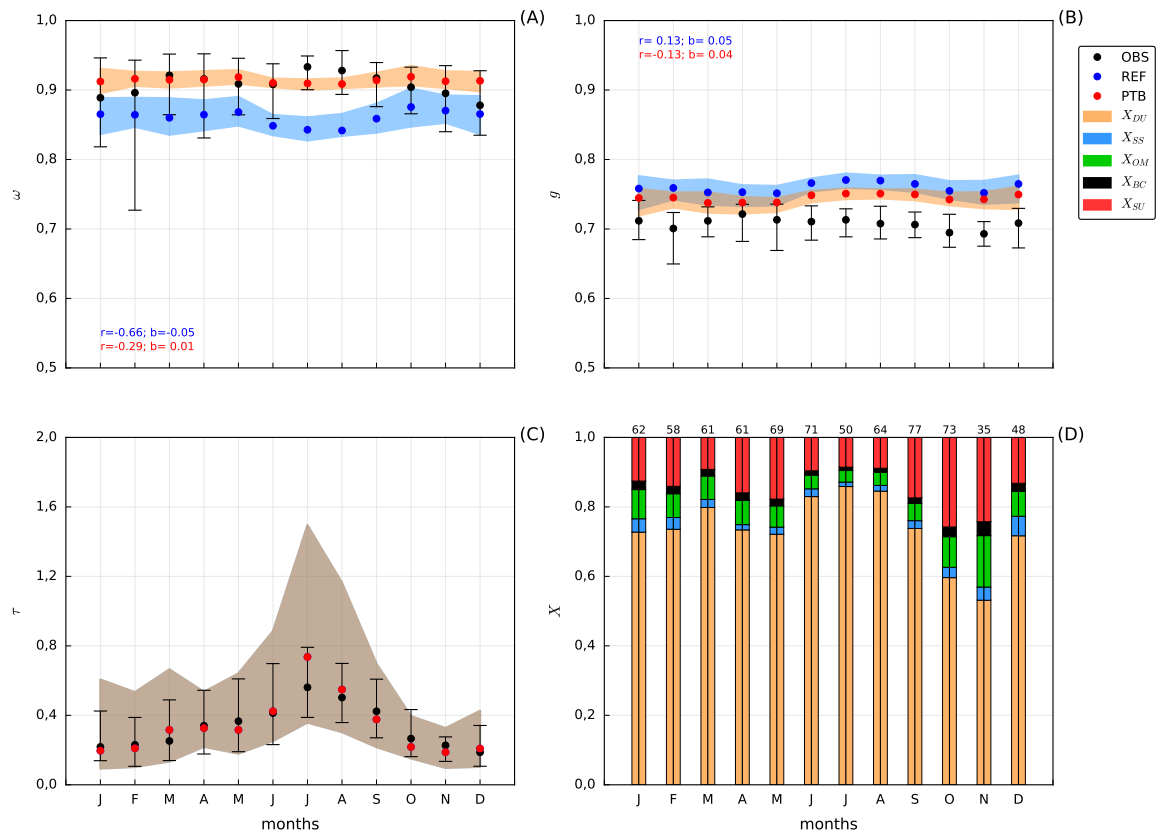 (A)
1,0
0,9
0,8
0,7
0,6
0,5
ω
r=-0.66; b=-0.05
r=-0.29; b= 0.01
(B)
1,0
0,9
0,8
0,7
0,6
0,5
g
r= 0.13; b= 0.05
r=-0.13; b= 0.04
OBS
REF
PTB
X_DU
X_SS
X_OM
X_BC
X_SU
(C)
2,0
1,6
1,2
0,8
0,4
0,0
τ
J F M A M J J A S O N D
months
(D)
62 58 61 61 69 71 50 64 77 73 35 48
1,0
0,8
0,6
0,4
0,2
0,0
X
J F M A M J J A S O N D
months